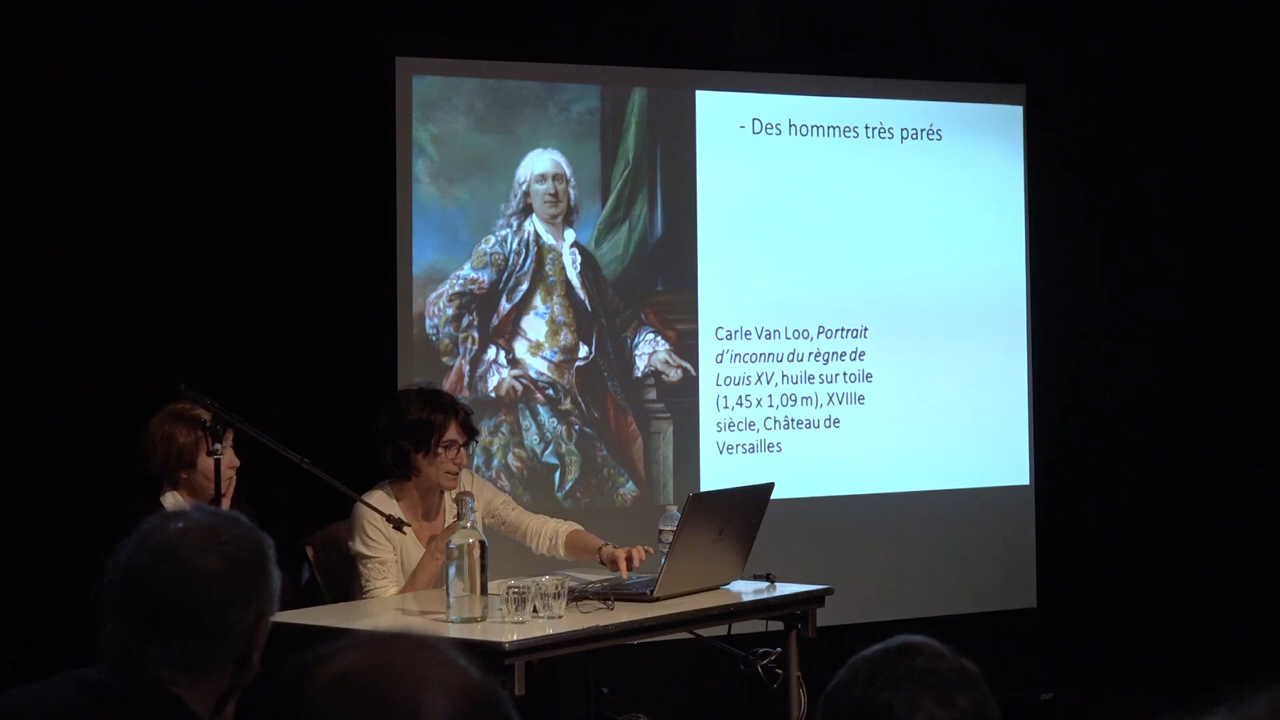 - Des hommes très parés
Carle Van Loo, Portrait
d'inconnu du règne de
Louis XV, huile sur toile
(1,45 x 1,09 m), XVIIIe
siècle, Château de
Versailles